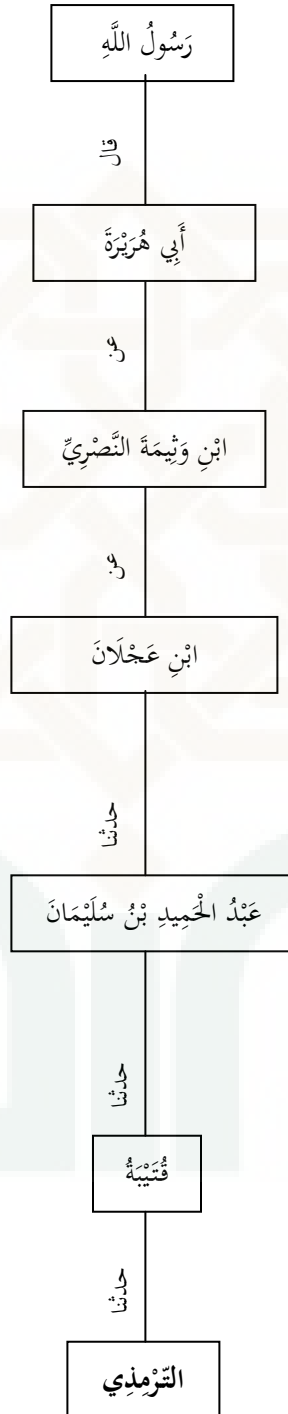 رَسُولُ اللَّهِ
قال
أَبِي هُرَيْرَةَ
عن
ابْنِ وَثِيمَةَ النَّصْرِيِّ
عن
ابْنِ عَجْلَانَ
حدثنا
عَبْدُ الْحَمِيدِ بْنُ سُلَيْمَانَ
حدثنا
قُتَيْبَةُ
حدثنا
التّرْمِذِي